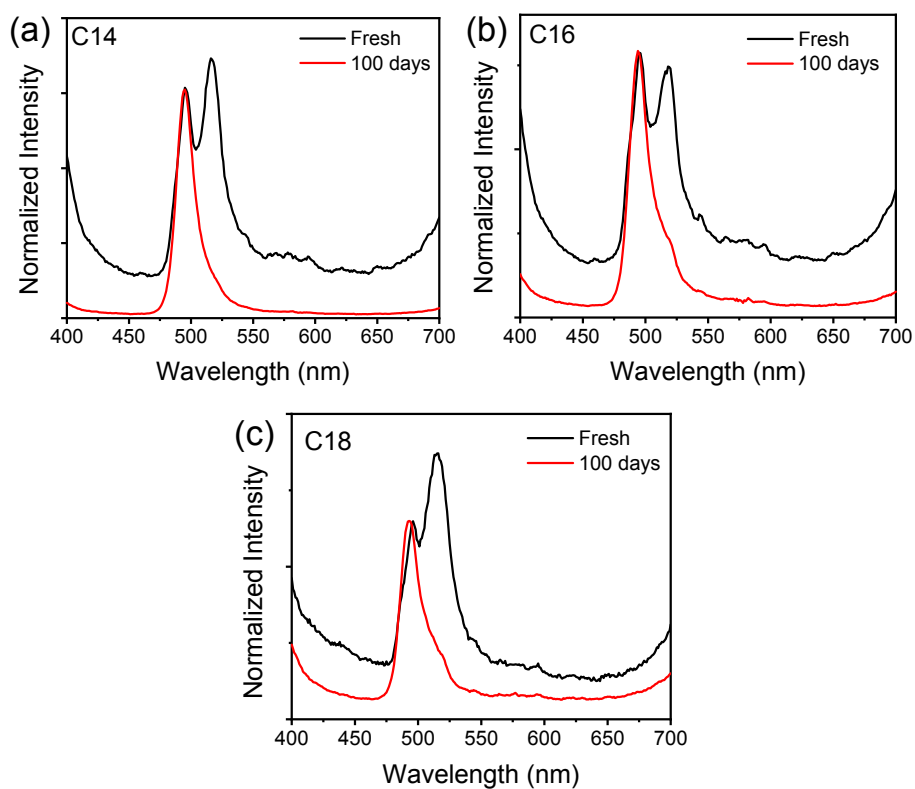 (a)
C14
Fresh
100 days
Normalized Intensity
400 450 500 550 600 650 700
Wavelength (nm)
(b)
C16
Fresh
100 days
Normalized Intensity
400 450 500 550 600 650 700
Wavelength (nm)
(c)
C18
Fresh
100 days
Normalized Intensity
400 450 500 550 600 650 700
Wavelength (nm)